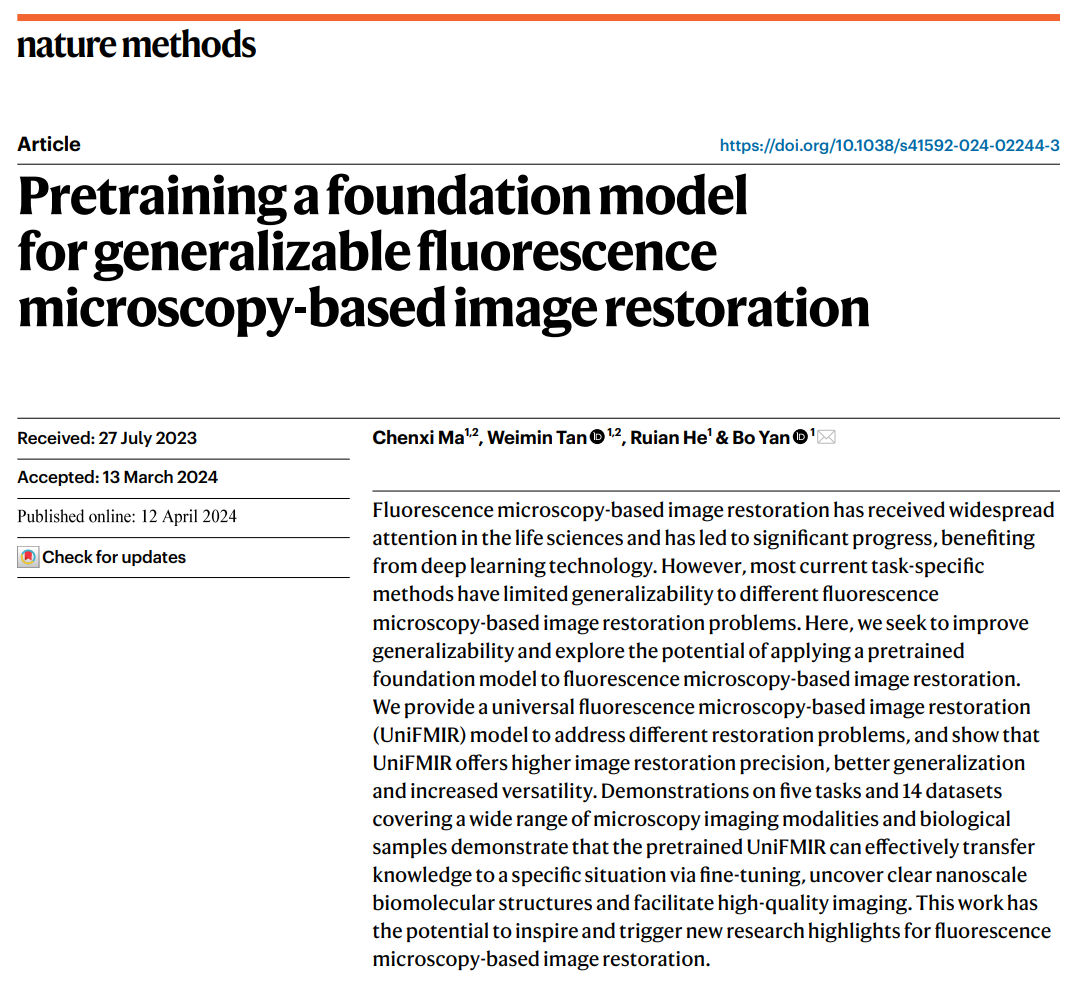 nature methods
Article
https://doi.org/10.1038/s41592-024-02244-3
Pretraining a foundation model
for generalizable fluorescence
microscopy-based image restoration
Received: 27 July 2023
Accepted: 13 March 2024
Published online: 12 April 2024
Check for updates
Chenxi Ma1,2, Weimin Tan iD 1,2, Ruian He1 & Bo Yan iD 1
Fluorescence microscopy-based image restoration has received widespread
attention in the life sciences and has led to significant progress, benefiting
from deep learning technology. However, most current task-specific
methods have limited generalizability to different fluorescence
microscopy-based image restoration problems. Here, we seek to improve
generalizability and explore the potential of applying a pretrained
foundation model to fluorescence microscopy-based image restoration.
We provide a universal fluorescence microscopy-based image restoration
(UniFMIR) model to address different restoration problems, and show that
UniFMIR offers higher image restoration precision, better generalization
and increased versatility. Demonstrations on five tasks and 14 datasets
covering a wide range of microscopy imaging modalities and biological
samples demonstrate that the pretrained UniFMIR can effectively transfer
knowledge to a specific situation via fine-tuning, uncover clear nanoscale
biomolecular structures and facilitate high-quality imaging. This work has
the potential to inspire and trigger new research highlights for fluorescence
microscopy-based image restoration.